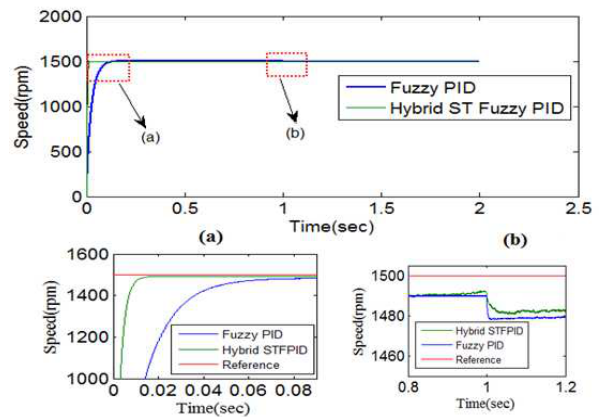 2000
1500
1000
500
0
Speed(rpm)
(a)
(b)
Fuzzy PID
Hybrid ST Fuzzy PID
0 0.5 1 1.5 2 2.5
Time(sec)
(a)
1600
1400
1200
1000
Speed(rpm)
Fuzzy PID
Hybrid STFPID
Reference
0 0.02 0.04 0.06 0.08
Time(sec)
(b)
1500
1480
1460
Speed(rpm)
Hybrid STFPID
Fuzzy PID
Reference
0.8 1 1.2
Time(sec)